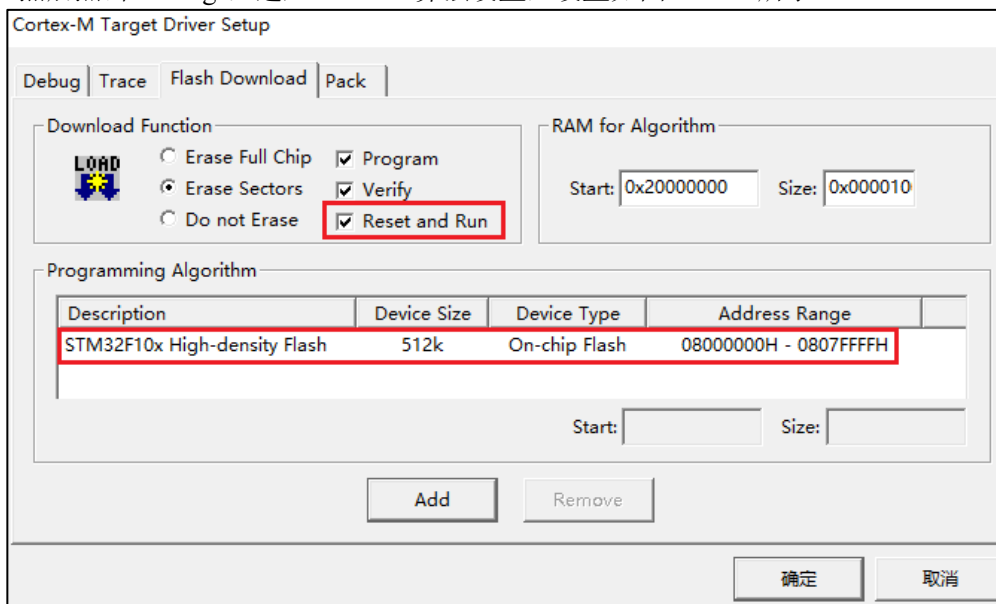 Cortex-M Target Driver Setup
Debug Trace Flash Download Pack
Download Function
LOAD
Erase Full Chip
Erase Sectors
Do not Erase
Program
Verify
Reset and Run
RAM for Algorithm
Start: 0x20000000 Size: 0x000010
Programming Algorithm
Description Device Size Device Type Address Range
STM32F10x High-density Flash 512k On-chip Flash 08000000H - 0807FFFFH
Start: Size:
Add Remove
确定 取消